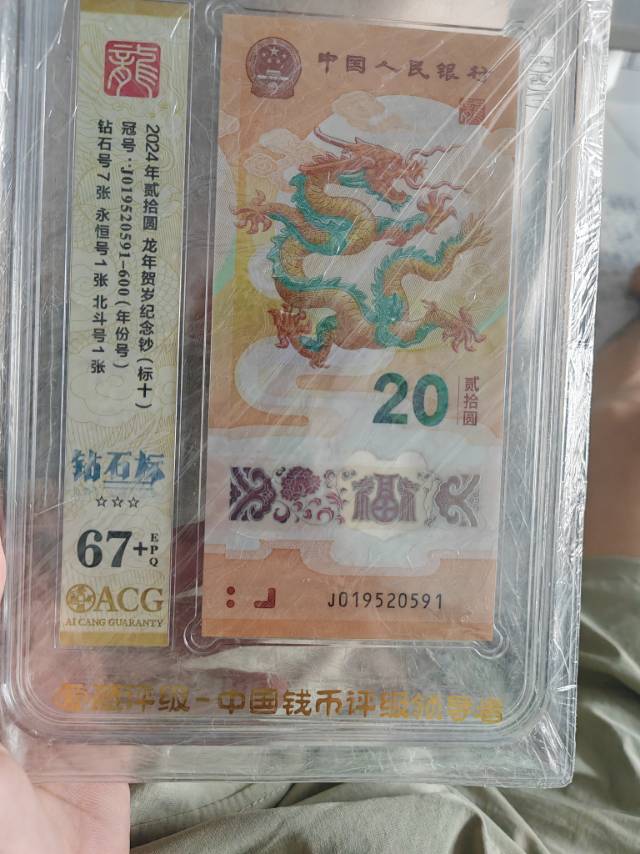 龍
2024年贰拾圆 龙年贺岁纪念钞(标十)
冠号:J019520591-600(年份号)
钻石号7张 永恒号1张 北斗号1张
钻石标
☆☆☆
67+
EPQ
ACG
AI CANG GUARANTY
中国人民银行
20
贰拾圆
福
J019520591
爱藏评级-中国钱币评级领导者